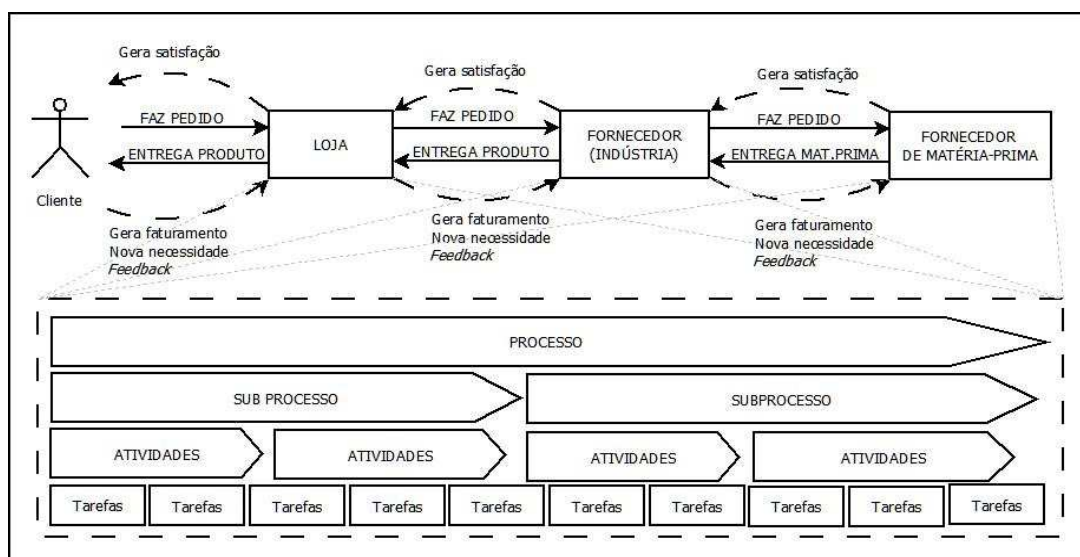 Gera satisfação
Gera satisfação
Gera satisfação
FAZ PEDIDO
FAZ PEDIDO
FAZ PEDIDO
LOJA
FORNECEDOR
(INDÚSTRIA)
FORNECEDOR
DE MATÉRIA-PRIMA
ENTREGA PRODUTO
ENTREGA PRODUTO
ENTREGA MAT.PRIMA
Cliente
Gera faturamento
Nova necessidade
Feedback
Gera faturamento
Nova necessidade
Feedback
Gera faturamento
Nova necessidade
Feedback
PROCESSO
SUB PROCESSO
SUBPROCESSO
ATIVIDADES
ATIVIDADES
ATIVIDADES
ATIVIDADES
Tarefas
Tarefas
Tarefas
Tarefas
Tarefas
Tarefas
Tarefas
Tarefas
Tarefas
Tarefas